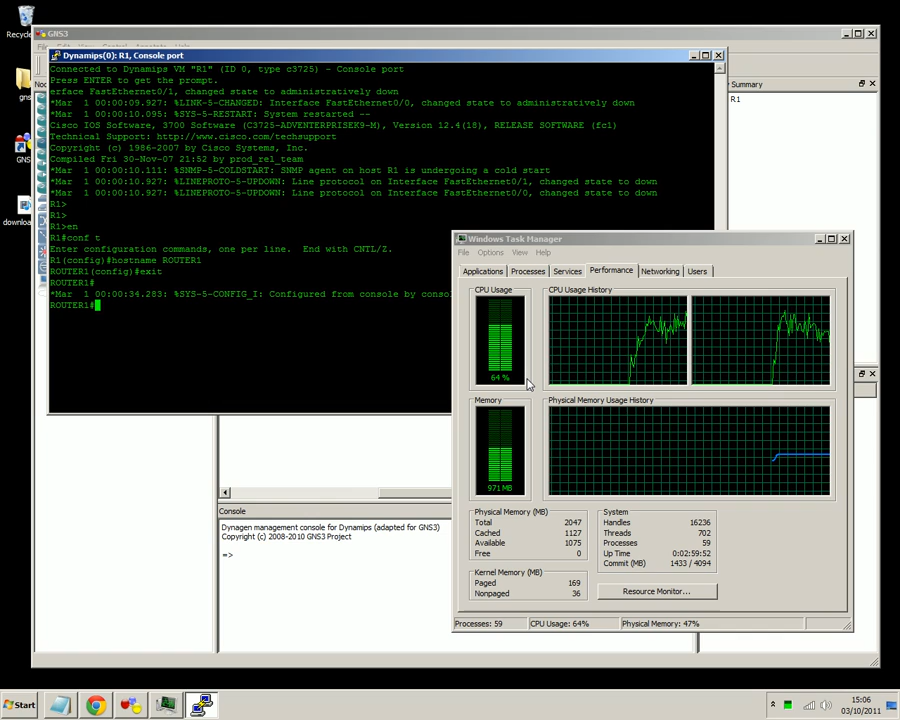 Recycle
GNS3
Dynamips(0): R1, Console port
Connected to Dynamips VM "R1" (ID 0, type c3725) - Console port
Press ENTER to get the prompt.
erface FastEthernet0/1, changed state to administratively down
*Mar  1 00:00:09.927: %LINK-5-CHANGED: Interface FastEthernet0/0, changed state to administratively down
*Mar  1 00:00:10.095: %SYS-5-RESTART: System restarted --
Cisco IOS Software, 3700 Software (C3725-ADVENTERPRISEK9-M), Version 12.4(18), RELEASE SOFTWARE (fc1)
Technical Support: http://www.cisco.com/techsupport
Copyright (c) 1986-2007 by Cisco Systems, Inc.
Compiled Fri 30-Nov-07 21:52 by prod_rel_team
*Mar  1 00:00:10.111: %SNMP-5-COLDSTART: SNMP agent on host R1 is undergoing a cold start
*Mar  1 00:00:10.927: %LINEPROTO-5-UPDOWN: Line protocol on Interface FastEthernet0/1, changed state to down
*Mar  1 00:00:10.927: %LINEPROTO-5-UPDOWN: Line protocol on Interface FastEthernet0/0, changed state to down
R1>
R1>
R1>en
R1#conf t
Enter configuration commands, one per line.  End with CNTL/Z.
R1(config)#hostname ROUTER1
ROUTER1(config)#exit
ROUTER1#
*Mar  1 00:00:34.283: %SYS-5-CONFIG_I: Configured from console by conso
ROUTER1#
Summary
R1
gns
GNS
downloa
Windows Task Manager
File Options View Help
Applications Processes Services Performance Networking Users
CPU Usage CPU Usage History
64 %
Memory Physical Memory Usage History
971 MB
Physical Memory (MB)
Total 2047
Cached 1127
Available 1075
Free 0
System
Handles 16236
Threads 702
Processes 59
Up Time 0:02:59:52
Commit (MB) 1433 / 4094
Kernel Memory (MB)
Paged 169
Nonpaged 36
Resource Monitor...
Processes: 59 CPU Usage: 64% Physical Memory: 47%
Console
Dynagen management console for Dynamips (adapted for GNS3)
Copyright (c) 2008-2010 GNS3 Project
=>
Start
15:06
03/10/2011